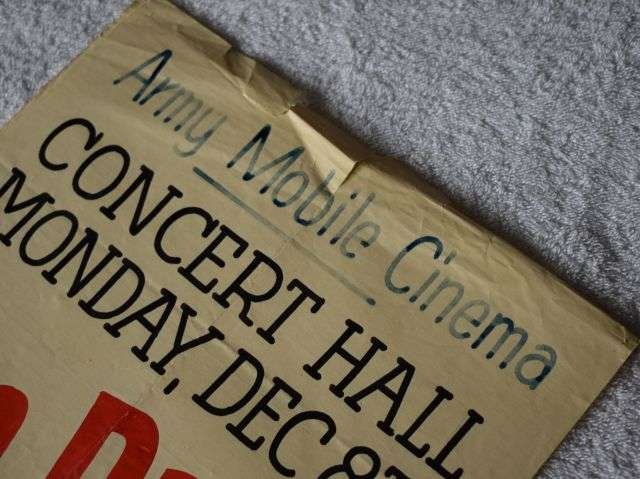 Army Mobile Cinema
CONCERT HALL
MONDAY, DEC 8